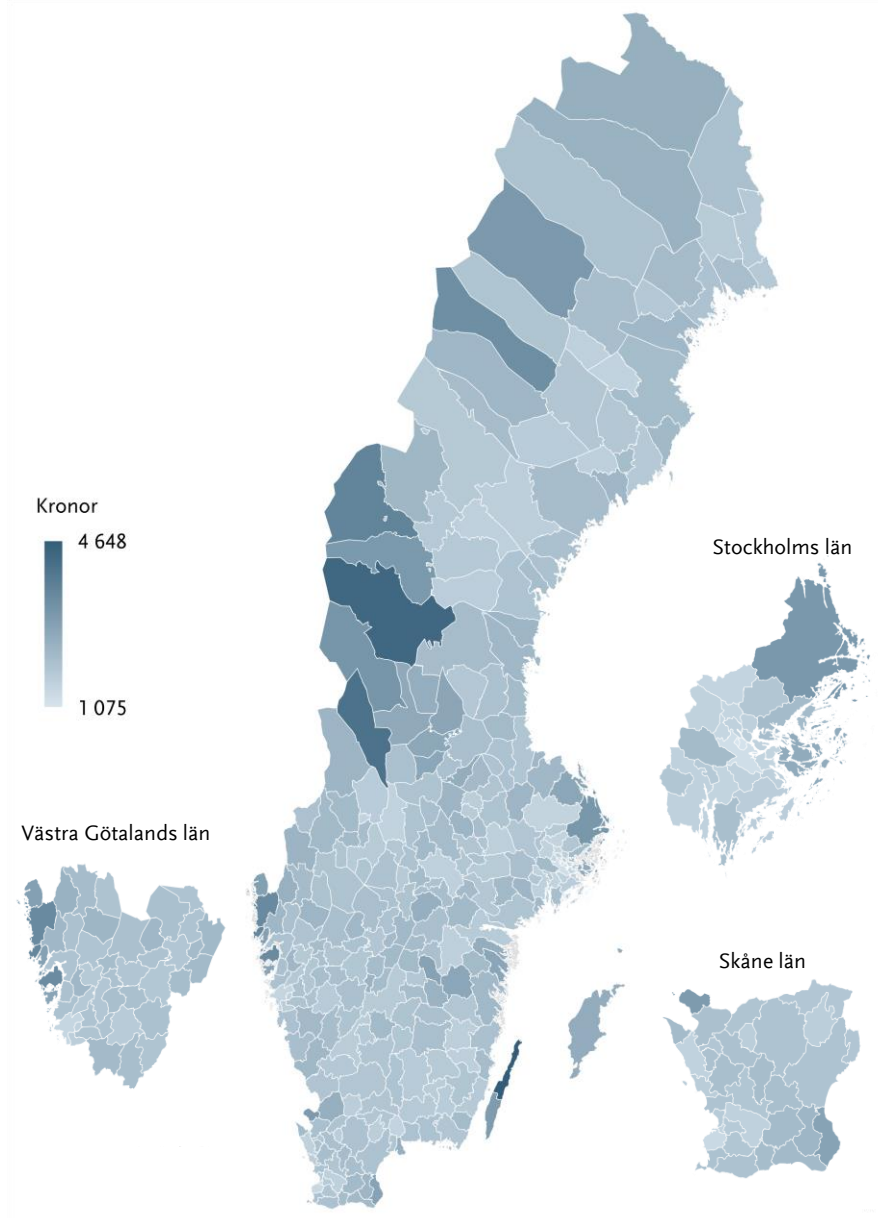 Kronor
4 648
1 075
Stockholms län
Västra Götalands län
Skåne län